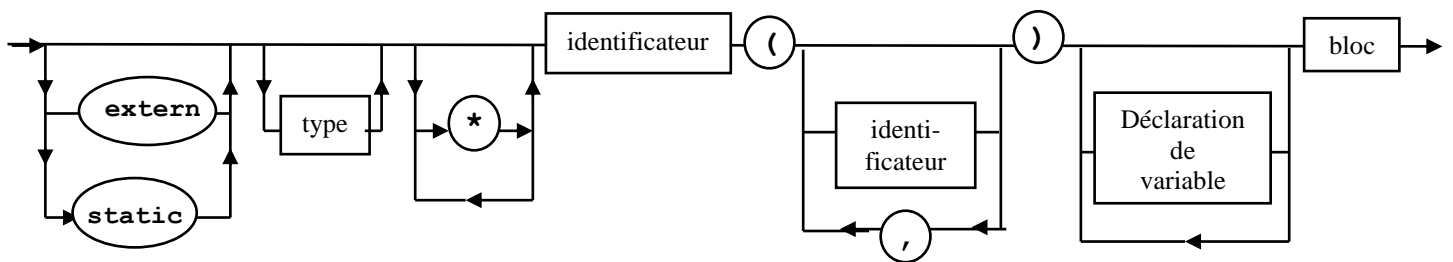 identificateur
(
)
bloc
extern
type
*
identi-
ficateur
Déclaration
de
variable
static
,